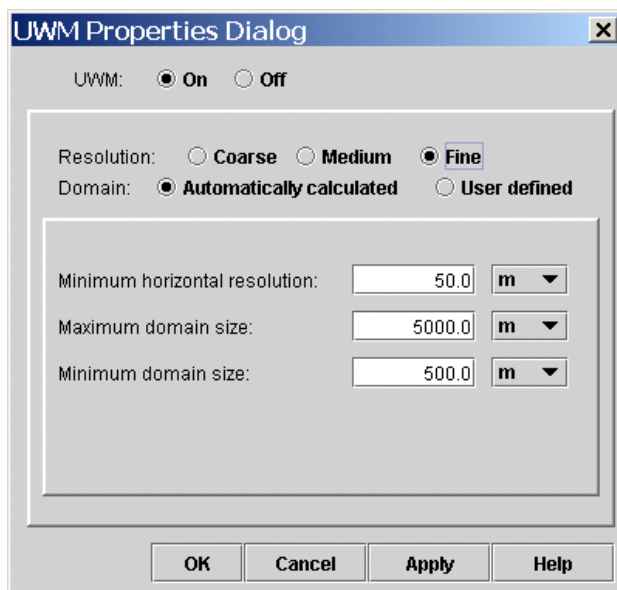 UWM Properties Dialog
UWM: On Off
Resolution: Coarse Medium Fine
Domain: Automatically calculated User defined
Minimum horizontal resolution: 50.0 m
Maximum domain size: 5000.0 m
Minimum domain size: 500.0 m
OK Cancel Apply Help